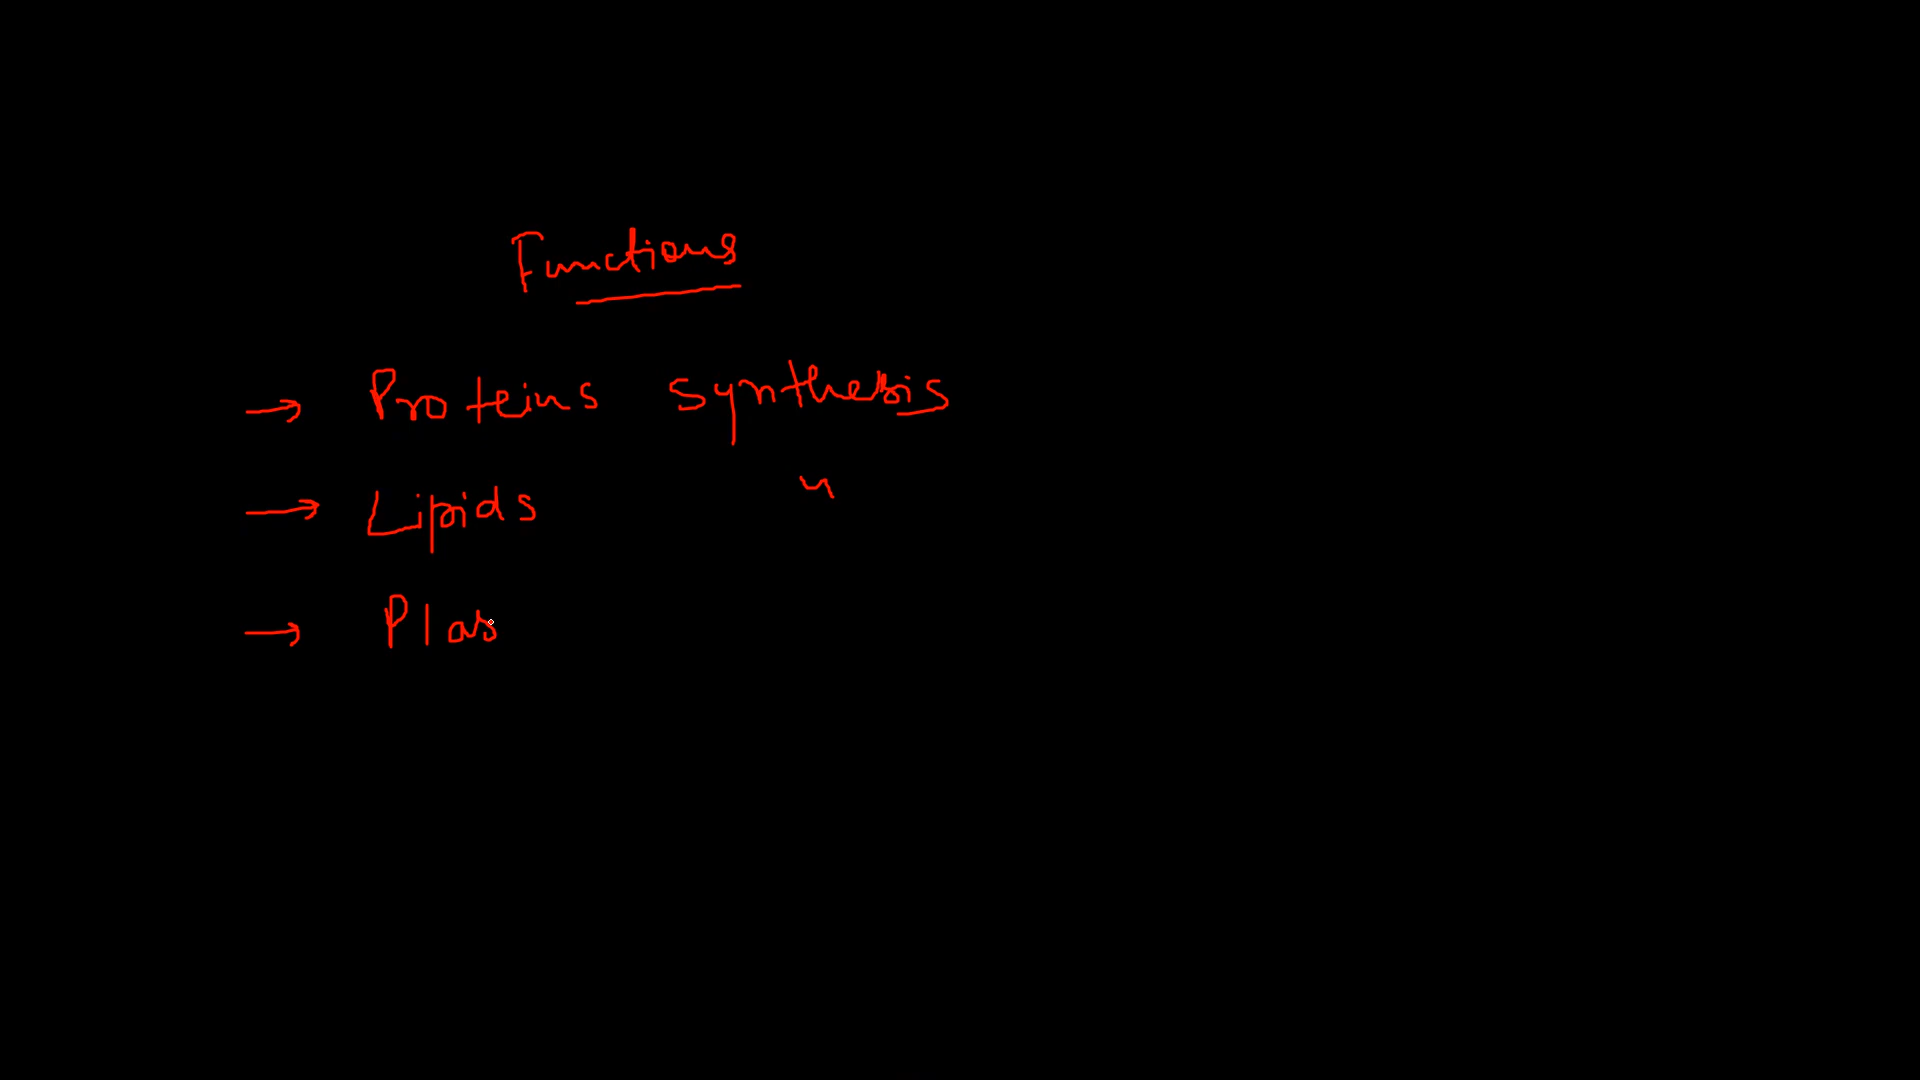 Functions
→ Proteins synthesis
→ Lipids "
→ Plas